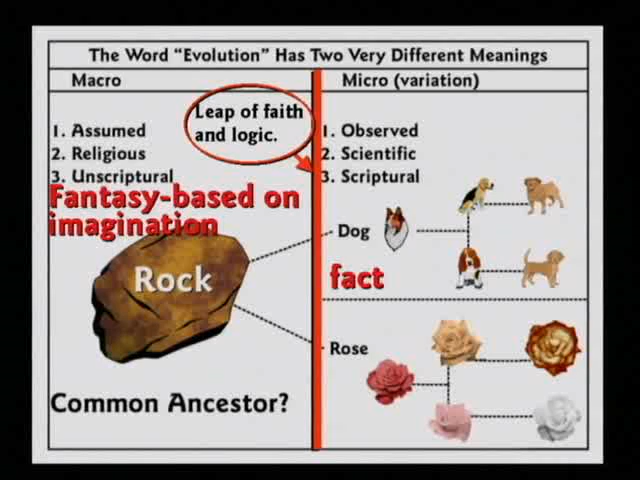 The Word “Evolution” Has Two Very Different Meanings
Macro
Micro (variation)
Leap of faith
and logic.
1. Assumed
2. Religious
3. Unscriptural
Fantasy-based on
imagination
Rock
Common Ancestor?
1. Observed
2. Scientific
3. Scriptural
Dog
fact
Rose